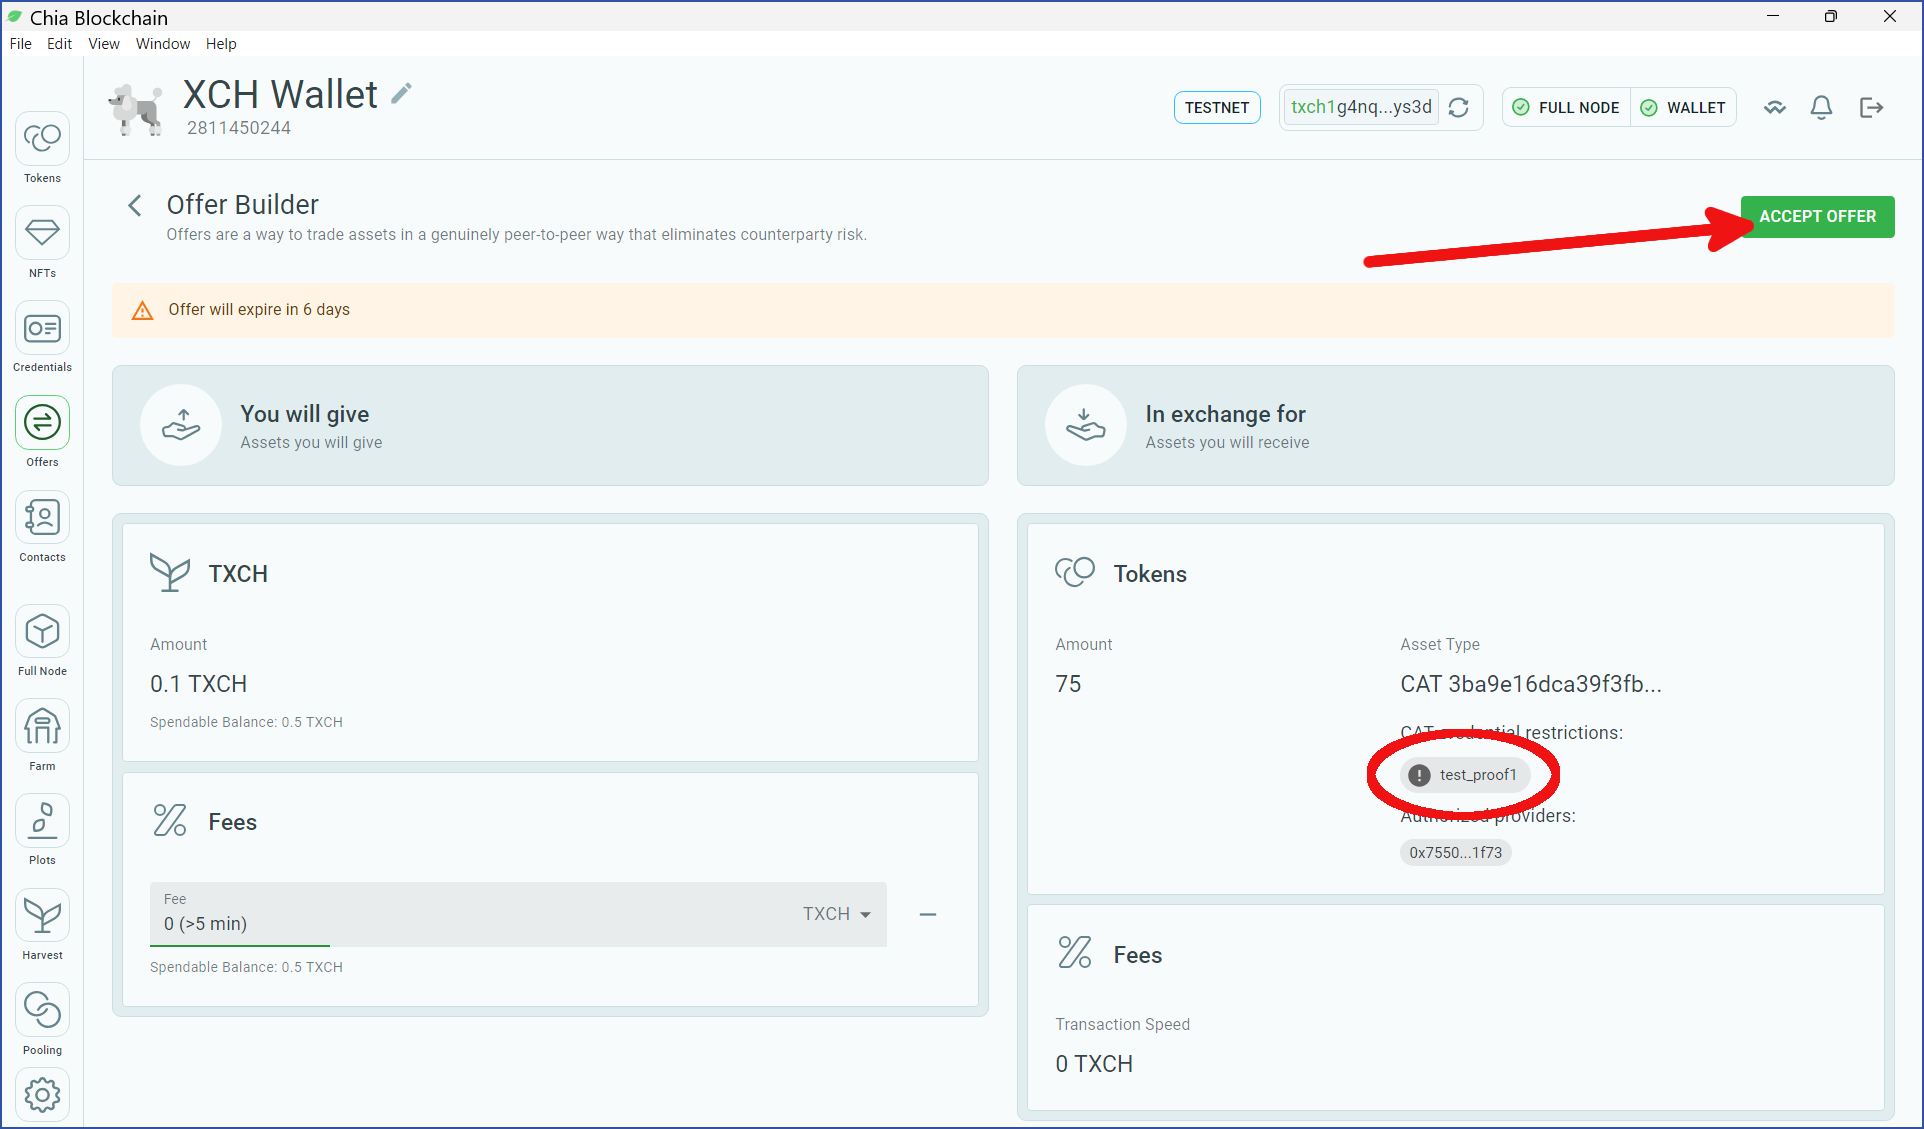 Chia Blockchain
File Edit View Window Help
XCH Wallet
2811450244
TESTNET
txch1g4nq...ys3d
FULL NODE
WALLET
Tokens
NFTs
Credentials
Offers
Contacts
Full Node
Farm
Plots
Harvest
Pooling
Offer Builder
Offers are a way to trade assets in a genuinely peer-to-peer way that eliminates counterparty risk.
ACCEPT OFFER
Offer will expire in 6 days
You will give
Assets you will give
TXCH
Amount
0.1 TXCH
Spendable Balance: 0.5 TXCH
Fees
Fee
0 (>5 min)
TXCH
Spendable Balance: 0.5 TXCH
In exchange for
Assets you will receive
Tokens
Amount
75
Asset Type
CAT 3ba9e16dca39f3fb...
CAT credential restrictions:
test_proof1
Authorized providers:
0x7550...1f73
Fees
Transaction Speed
0 TXCH